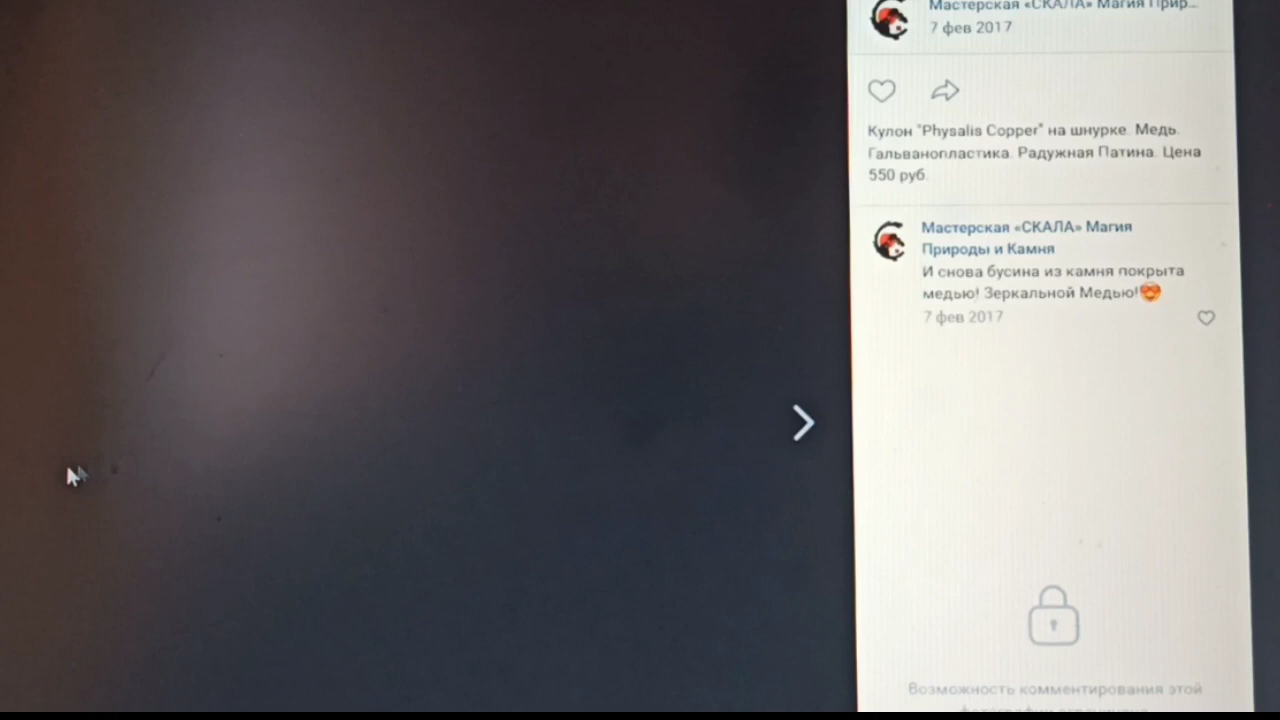 Мастерская «СКАЛА» Магия Прир...
7 фев 2017
Кулон "Physalis Copper" на шнурке. Медь.
Гальванопластика. Радужная Патина. Цена
550 руб.
Мастерская «СКАЛА» Магия
Природы и Камня
И снова бусина из камня покрыта
медью! Зеркальной Медью!😍
7 фев 2017
Возможность комментирования этой